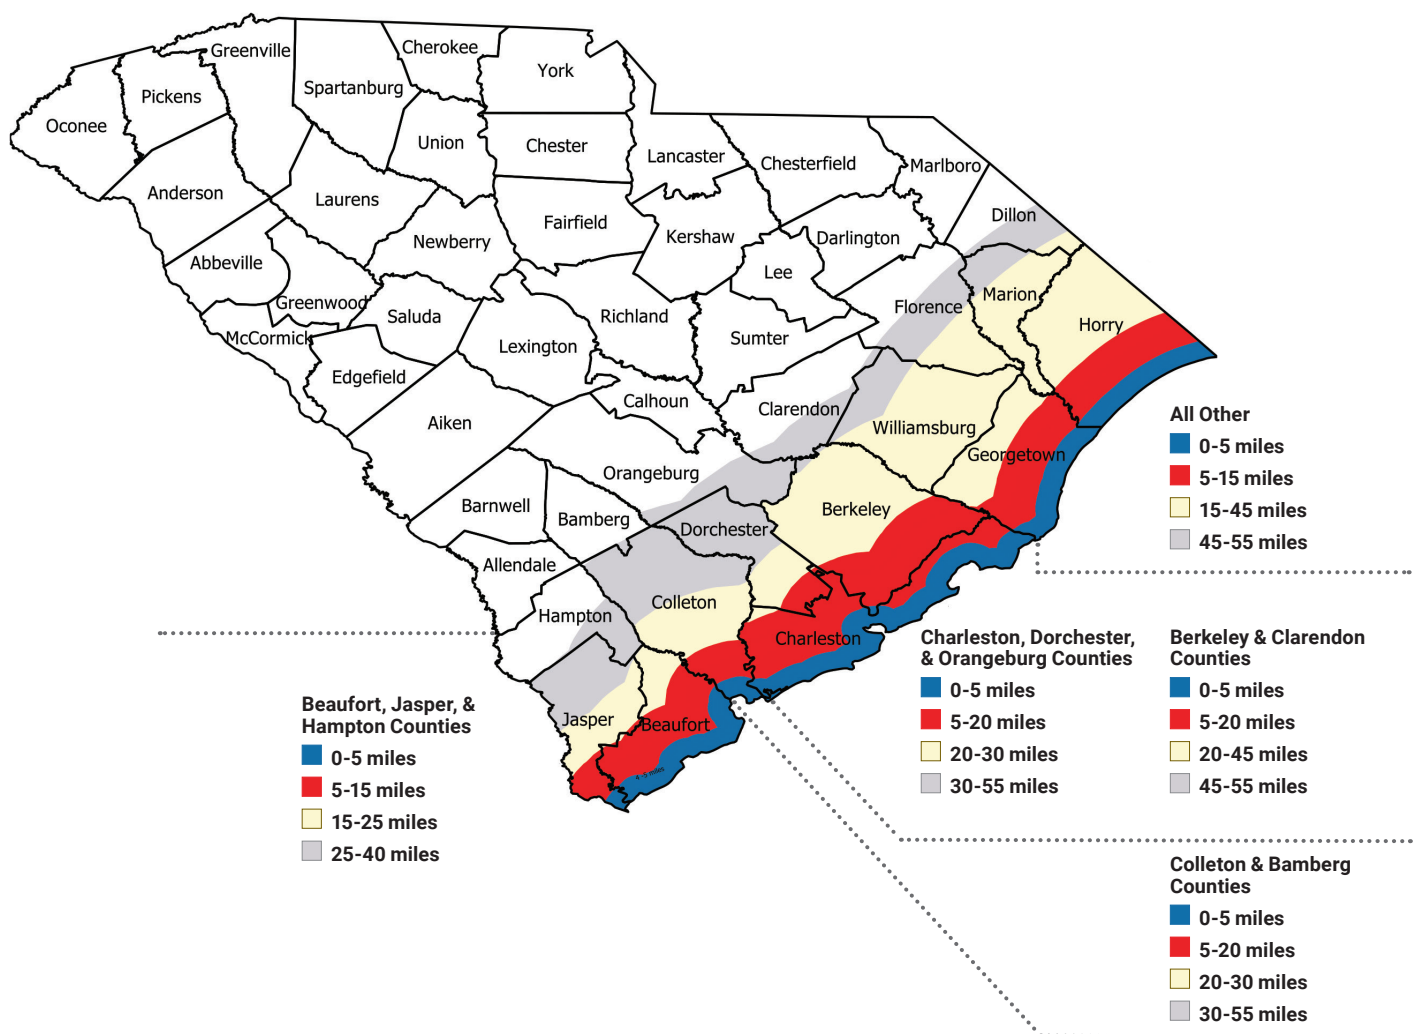 Greenville
Cherokee
York
Spartanburg
Pickens
Oconee
Union
Chester
Lancaster
Chesterfield
Marlboro
Anderson
Laurens
Dillon
Fairfield
Newberry
Kershaw
Darlington
Abbeville
Lee
Marion
Greenwood
Florence
Saluda
Richland
Horry
McCormick
Sumter
Lexington
Edgefield
Calhoun
Clarendon
Aiken
Williamsburg
Georgetown
Orangeburg
Barnwell
Berkeley
Bamberg
Dorchester
Allendale
Colleton
Hampton
Charleston
Jasper
Beaufort
All Other
0-5 miles
5-15 miles
15-45 miles
45-55 miles
Charleston, Dorchester,
& Orangeburg Counties
0-5 miles
5-20 miles
20-30 miles
30-55 miles
Berkeley & Clarendon
Counties
0-5 miles
5-20 miles
20-45 miles
45-55 miles
Beaufort, Jasper, &
Hampton Counties
0-5 miles
5-15 miles
15-25 miles
25-40 miles
Colleton & Bamberg
Counties
0-5 miles
5-20 miles
20-30 miles
30-55 miles